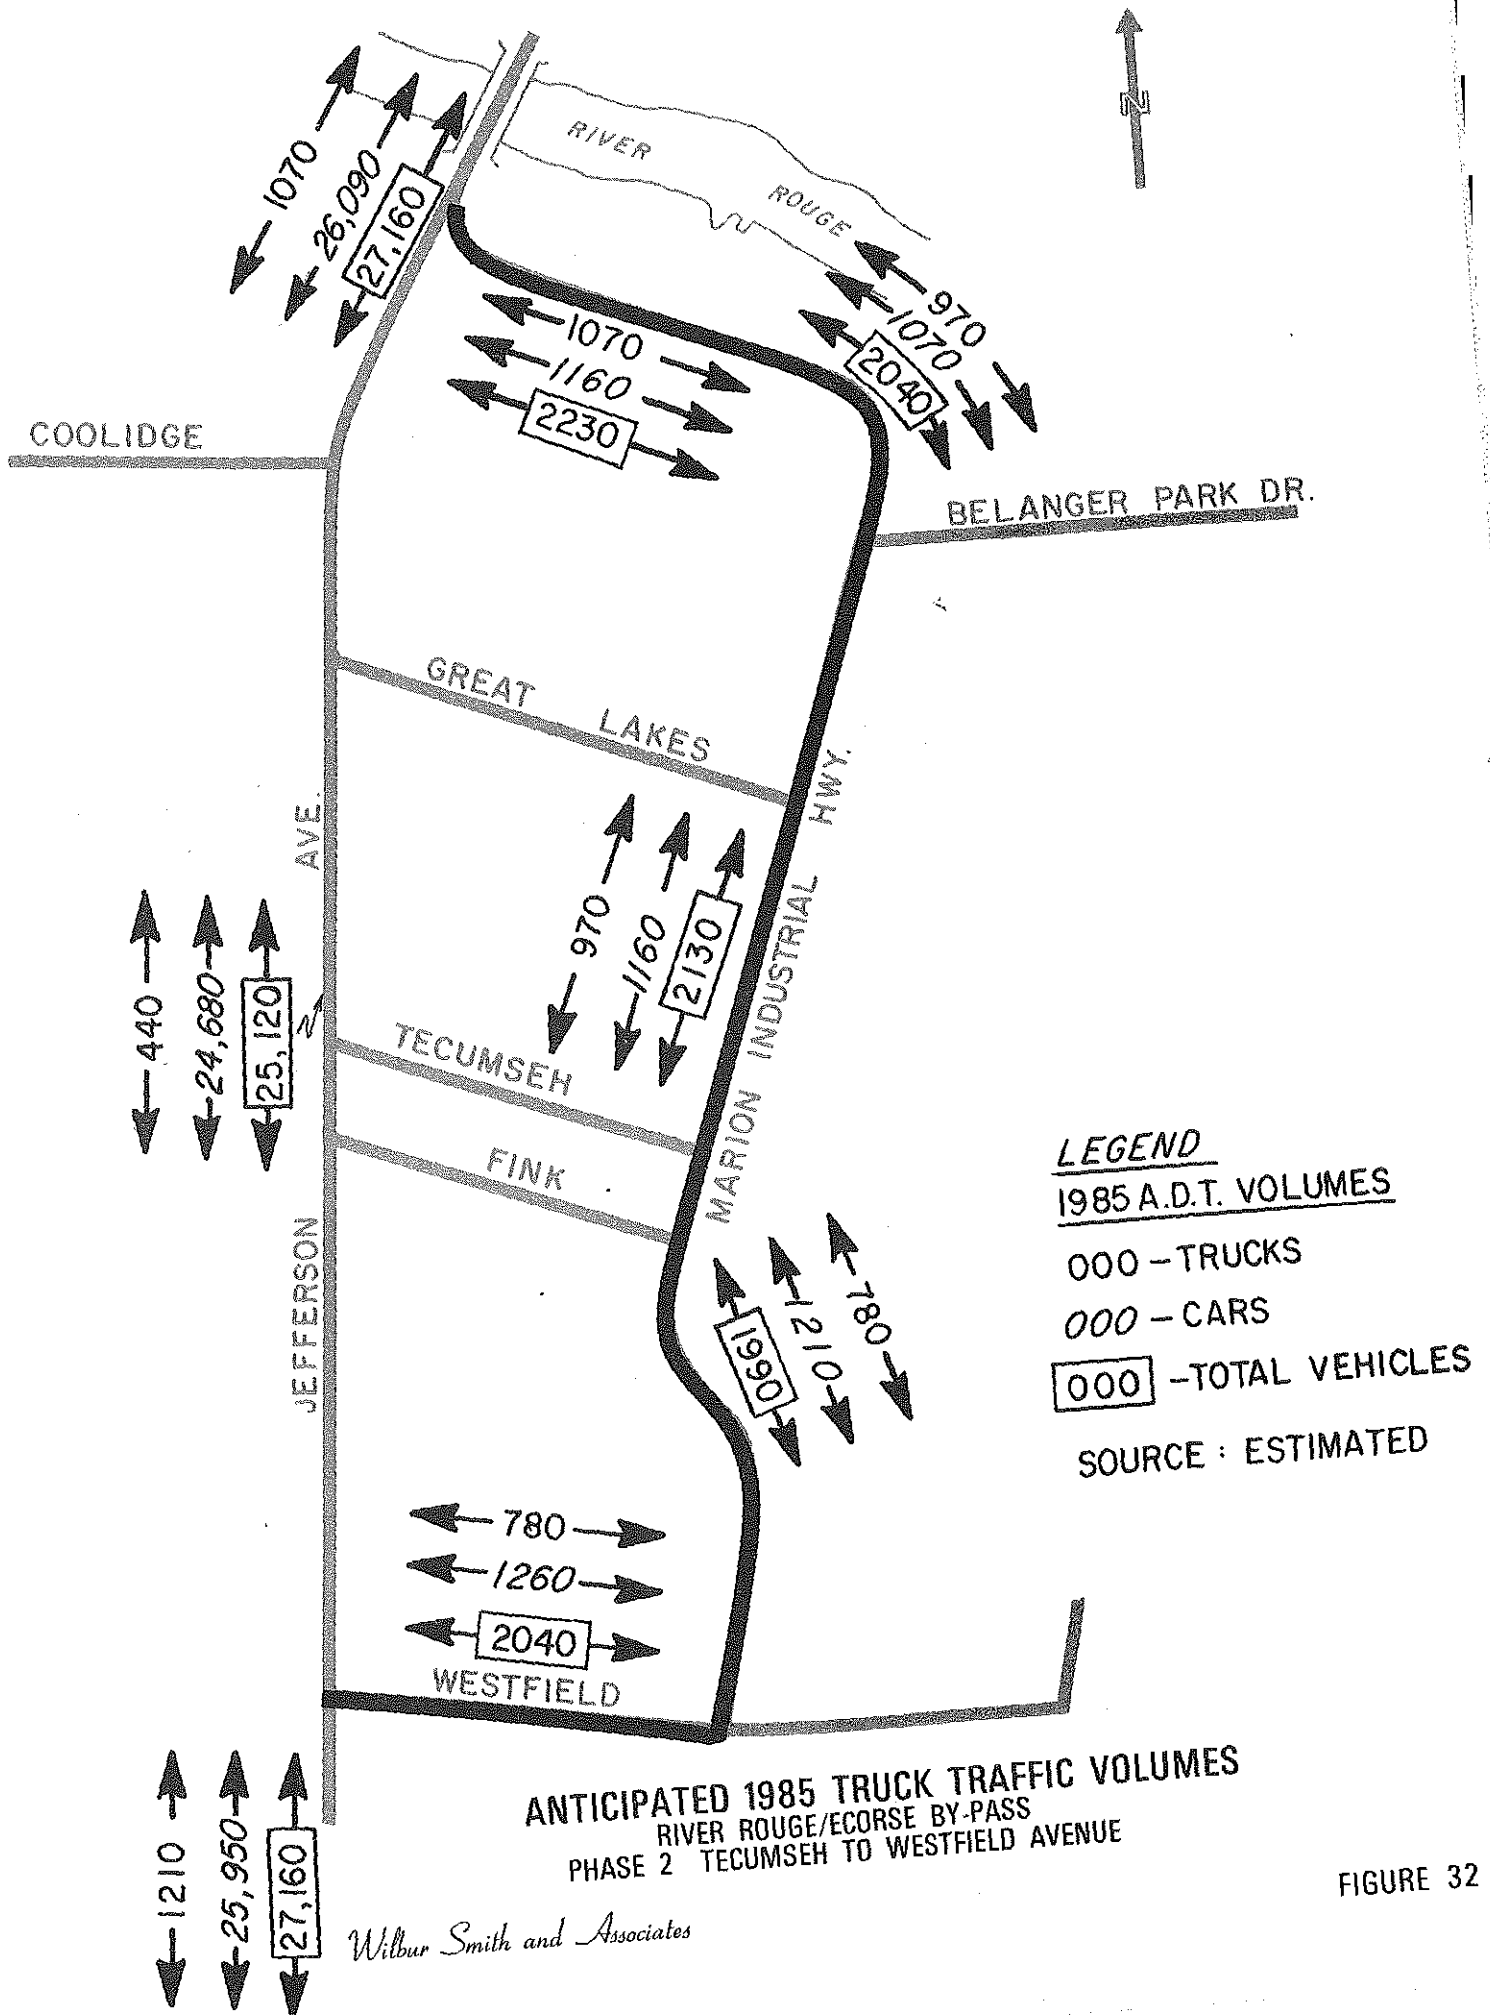 N
RIVER ROUGE
1070
26,090
27,160
1070
1160
2230
970
1070
2040
COOLIDGE
BELANGER PARK DR.
GREAT LAKES
MARION INDUSTRIAL HWY.
JEFFERSON AVE.
970
1160
2130
440
24,680
25,120
TECUMSEH
FINK
1990
1210
780
LEGEND
1985 A.D.T. VOLUMES
000 – TRUCKS
000 – CARS
000 – TOTAL VEHICLES
SOURCE : ESTIMATED
780
1260
2040
WESTFIELD
1210
25,950
27,160
ANTICIPATED 1985 TRUCK TRAFFIC VOLUMES
RIVER ROUGE/ECORSE BY-PASS
PHASE 2 TECUMSEH TO WESTFIELD AVENUE
FIGURE 32
Wilbur Smith and Associates